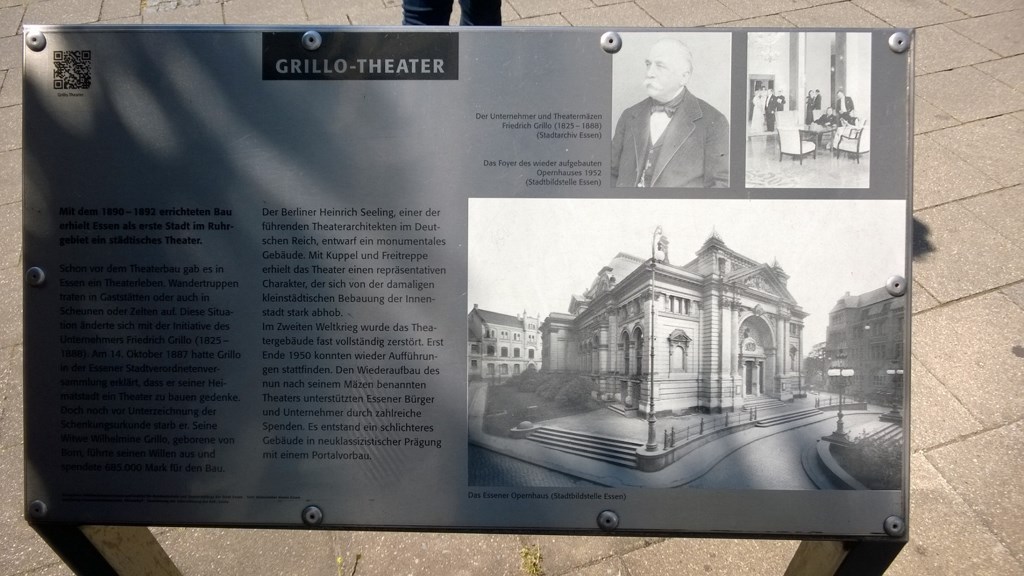 Grillo-Theater
GRILLO-THEATER
Der Unternehmer und Theatermäzen
Friedrich Grillo (1825–1888)
(Stadtarchiv Essen)
Das Foyer des wieder aufgebauten
Opernhauses 1952
(Stadtbildstelle Essen)
Mit dem 1890–1892 errichteten Bau
erhielt Essen als erste Stadt im Ruhr-
gebiet ein städtisches Theater.
Schon vor dem Theaterbau gab es in
Essen ein Theaterleben. Wandertruppen
traten in Gaststätten oder auch in
Scheunen oder Zelten auf. Diese Situa-
tion änderte sich mit der Initiative des
Unternehmers Friedrich Grillo (1825–
1888). Am 14. Oktober 1887 hatte Grillo
in der Essener Stadtverordnetenver-
sammlung erklärt, dass er seiner Hei-
matstadt ein Theater zu bauen gedenke.
Doch noch vor Unterzeichnung der
Schenkungsurkunde starb er. Seine
Witwe Wilhelmine Grillo, geborene von
Born, führte seinen Willen aus und
spendete 685.000 Mark für den Bau.
Der Berliner Heinrich Seeling, einer der
führenden Theaterarchitekten im Deut-
schen Reich, entwarf ein monumentales
Gebäude. Mit Kuppel und Freitreppe
erhielt das Theater einen repräsentativen
Charakter, der sich von der damaligen
kleinstädtischen Bebauung der Innen-
stadt stark abhob.
Im Zweiten Weltkrieg wurde das Thea-
tergebäude fast vollständig zerstört. Erst
Ende 1950 konnten wieder Aufführun-
gen stattfinden. Den Wiederaufbau des
nun nach seinem Mäzen benannten
Theaters unterstützten Essener Bürger
und Unternehmer durch zahlreiche
Spenden. Es entstand ein schlichteres
Gebäude in neuklassizistischer Prägung
mit einem Portalvorbau.
Das Essener Opernhaus (Stadtbildstelle Essen)